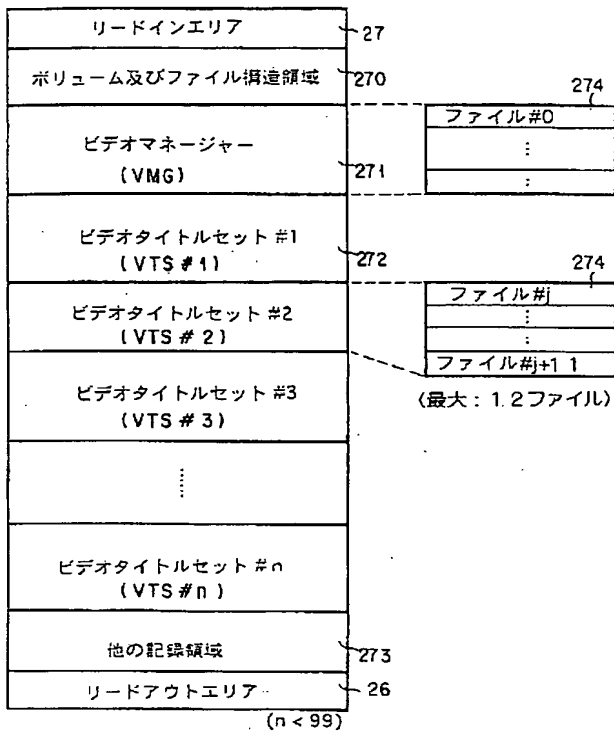 リードインエリア
27
ボリューム及びファイル構造領域
270
ビデオマネージャー
(VMG)
271
274
ファイル#0
⋮
:
ビデオタイトルセット #1
(VTS #1)
272
ビデオタイトルセット #2
(VTS # 2)
274
ファイル#j
⋮
⋮
ファイル#j+1 1
(最大: 1. 2ファイル)
ビデオタイトルセット #3
(VTS # 3)
⋮
ビデオタイトルセット #n
(VTS #n)
他の記録領域
273
リードアウトエリア
26
(n < 99)